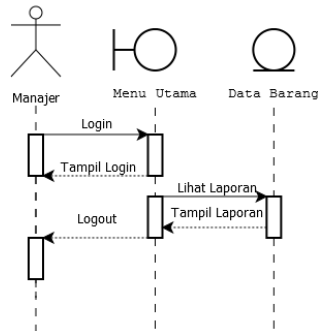 Manajer
Menu Utama
Data Barang
Login
Tampil Login
Lihat Laporan
Tampil Laporan
Logout